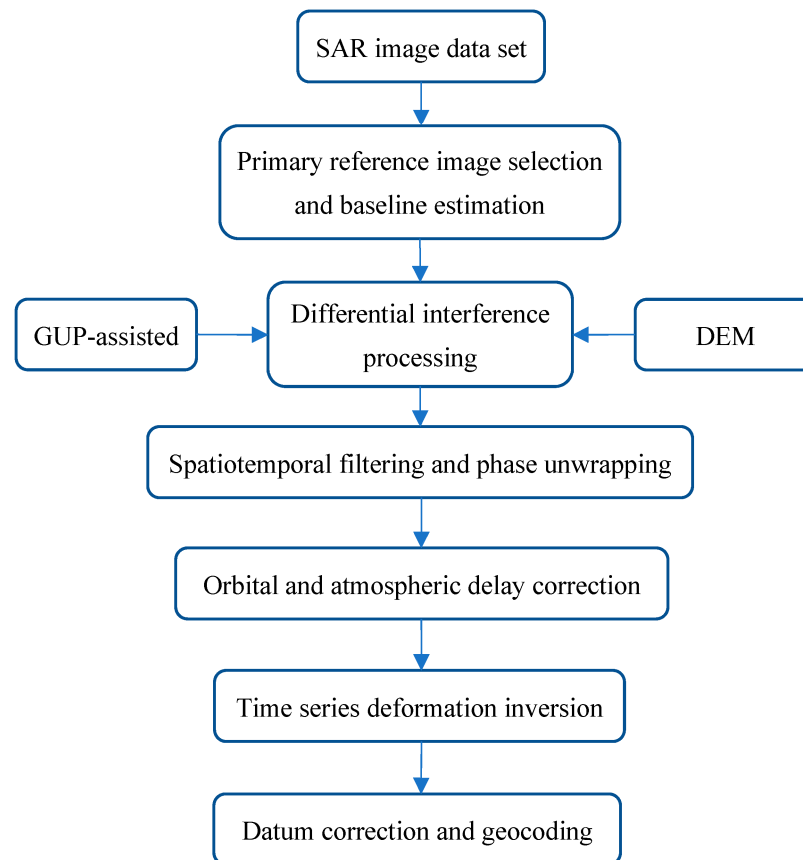 SAR image data set
Primary reference image selection
and baseline estimation
GUP-assisted
Differential interference
processing
DEM
Spatiotemporal filtering and phase unwrapping
Orbital and atmospheric delay correction
Time series deformation inversion
Datum correction and geocoding